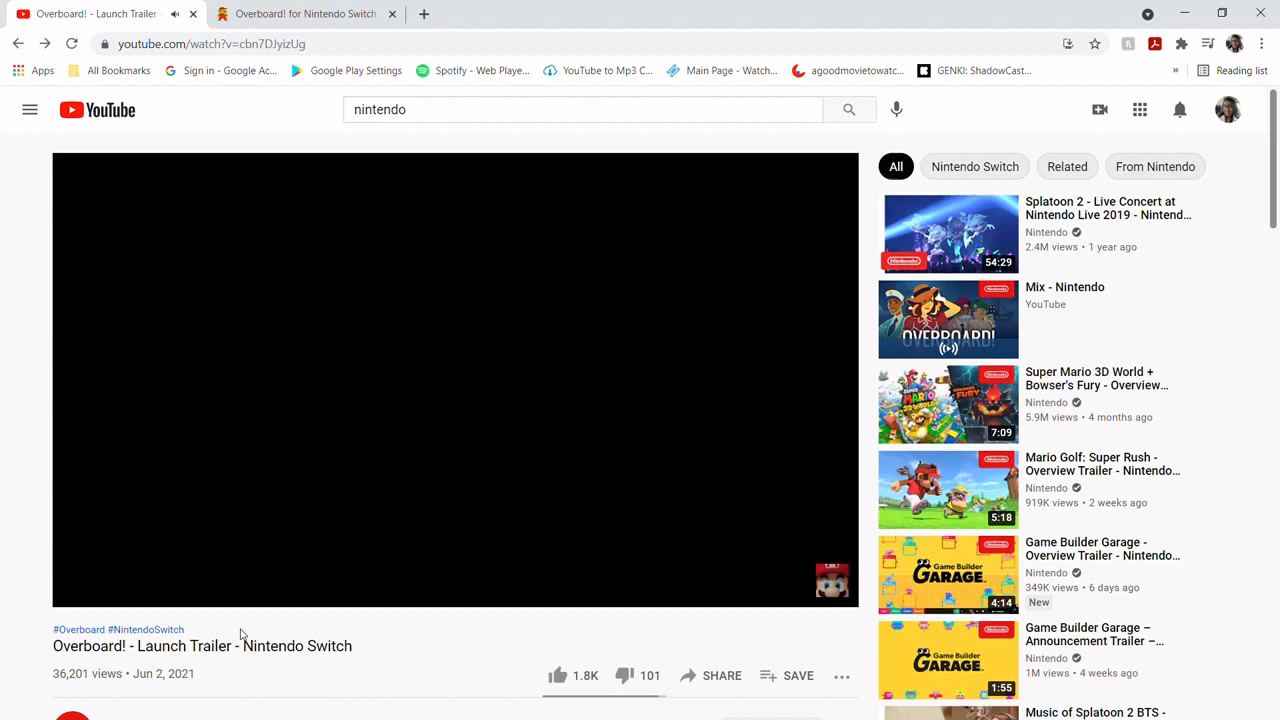 Overboard! - Launch Trailer -
Overboard! for Nintendo Switch
youtube.com/watch?v=cbn7DJyizUg
Apps
All Bookmarks
Sign in - Google Ac...
Google Play Settings
Spotify - Web Playe...
YouTube to Mp3 C...
Main Page - Watch...
agoodmovietowatc...
GENKI: ShadowCast...
»
Reading list
YouTube
nintendo
All
Nintendo Switch
Related
From Nintendo
Splatoon 2 - Live Concert at
Nintendo Live 2019 - Nintend...
Nintendo
2.4M views • 1 year ago
Nintendo
54:29
Mix - Nintendo
YouTube
OVERBOARD!
Super Mario 3D World +
Bowser's Fury - Overview...
Nintendo
5.9M views • 4 months ago
7:09
Mario Golf: Super Rush -
Overview Trailer - Nintendo...
Nintendo
919K views • 2 weeks ago
5:18
Game Builder Garage -
Overview Trailer - Nintendo...
Nintendo
349K views • 6 days ago
New
Game Builder
GARAGE
4:14
Game Builder Garage –
Announcement Trailer –...
Nintendo
1M views • 4 weeks ago
Game Builder
GARAGE
1:55
Music of Splatoon 2 BTS -
#Overboard #NintendoSwitch
Overboard! - Launch Trailer - Nintendo Switch
36,201 views • Jun 2, 2021
1.8K
101
SHARE
SAVE